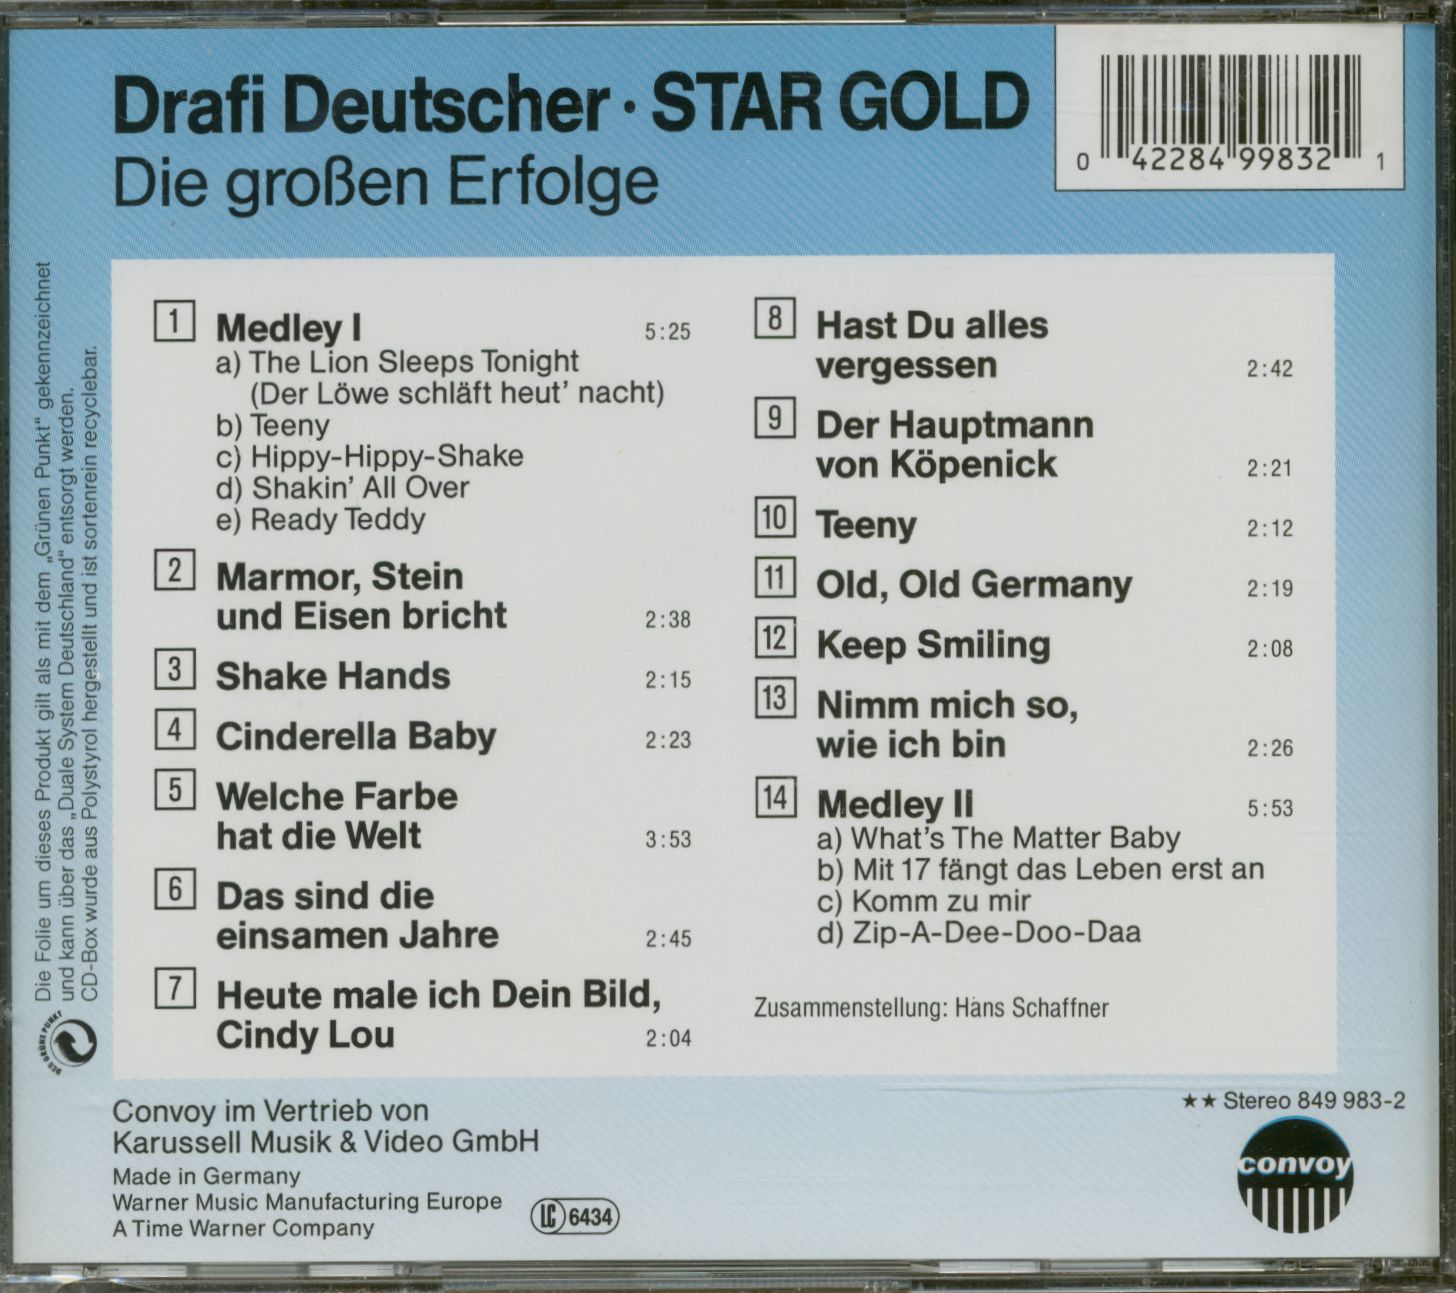 Drafi Deutscher · STAR GOLD
Die großen Erfolge
0 42284 99832 1
1 Medley I 5:25
a) The Lion Sleeps Tonight
(Der Löwe schläft heut' nacht)
b) Teeny
c) Hippy-Hippy-Shake
d) Shakin' All Over
e) Ready Teddy
2 Marmor, Stein
und Eisen bricht 2:38
3 Shake Hands 2:15
4 Cinderella Baby 2:23
5 Welche Farbe
hat die Welt 3:53
6 Das sind die
einsamen Jahre 2:45
7 Heute male ich Dein Bild,
Cindy Lou 2:04
8 Hast Du alles
vergessen 2:42
9 Der Hauptmann
von Köpenick 2:21
10 Teeny 2:12
11 Old, Old Germany 2:19
12 Keep Smiling 2:08
13 Nimm mich so,
wie ich bin 2:26
14 Medley II 5:53
a) What's The Matter Baby
b) Mit 17 fängt das Leben erst an
c) Komm zu mir
d) Zip-A-Dee-Doo-Daa
Zusammenstellung: Hans Schaffner
Die Folie um dieses Produkt gilt als mit dem „Grünen Punkt" gekennzeichnet
und kann über das „Duale System Deutschland" entsorgt werden.
CD-Box wurde aus Polystyrol hergestellt und ist sortenrein recyclebar.
DER GRÜNE PUNKT
Convoy im Vertrieb von
Karussell Musik & Video GmbH
Made in Germany
Warner Music Manufacturing Europe
A Time Warner Company
LC 6434
★★ Stereo 849 983-2
convoy